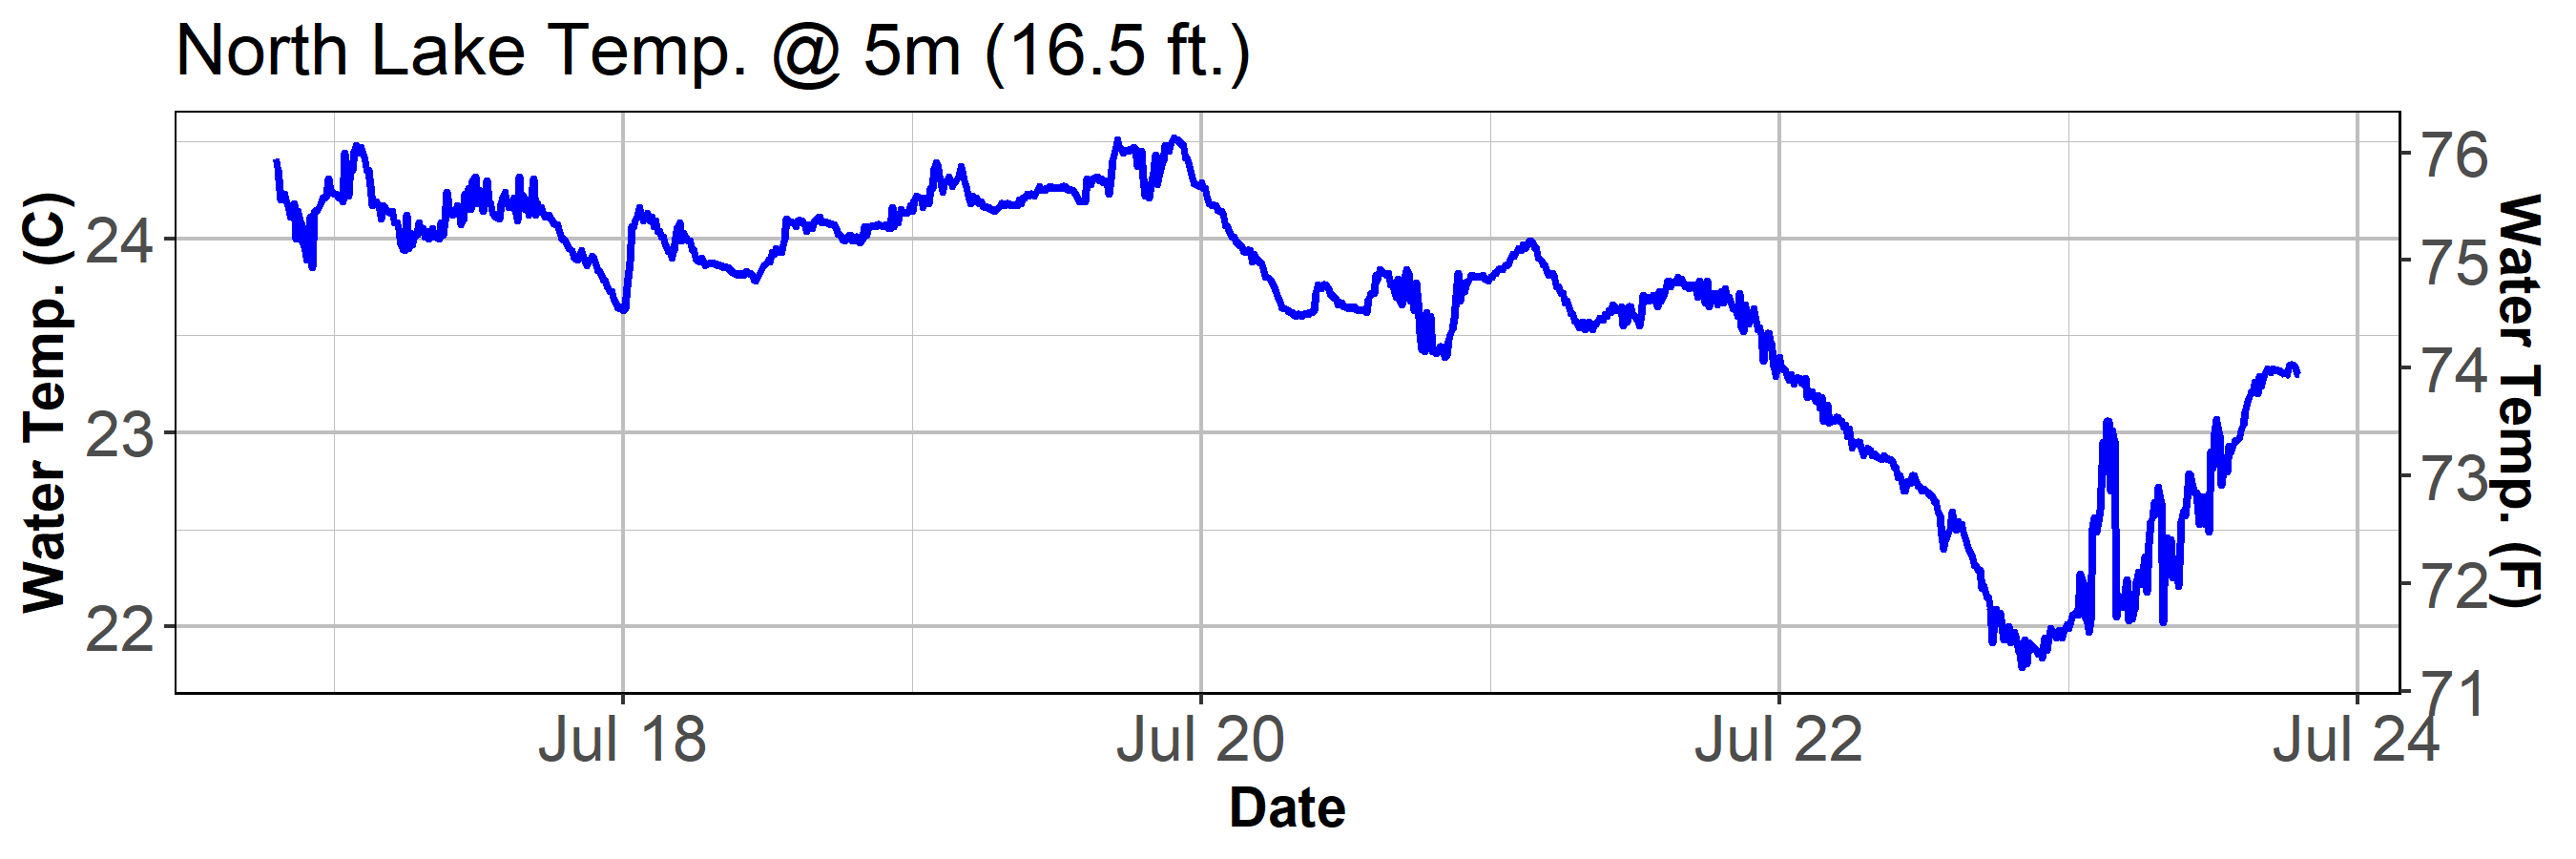 North Lake Temp. @ 5m (16.5 ft.)
Water Temp. (C)
24
23
22
76
75
74
73
72
71
Water Temp. (F)
Jul 18 Jul 20 Jul 22 Jul 24
Date